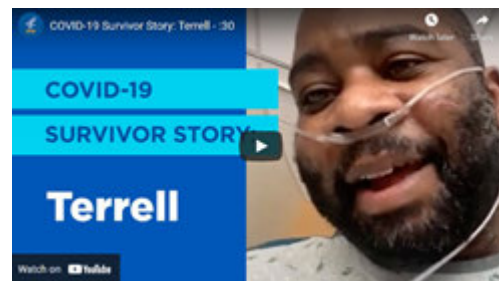 COVID-19 Survivor Story: Terrell - :30
Watch later
Share
COVID-19
SURVIVOR STORY:
Terrell
Watch on YouTube